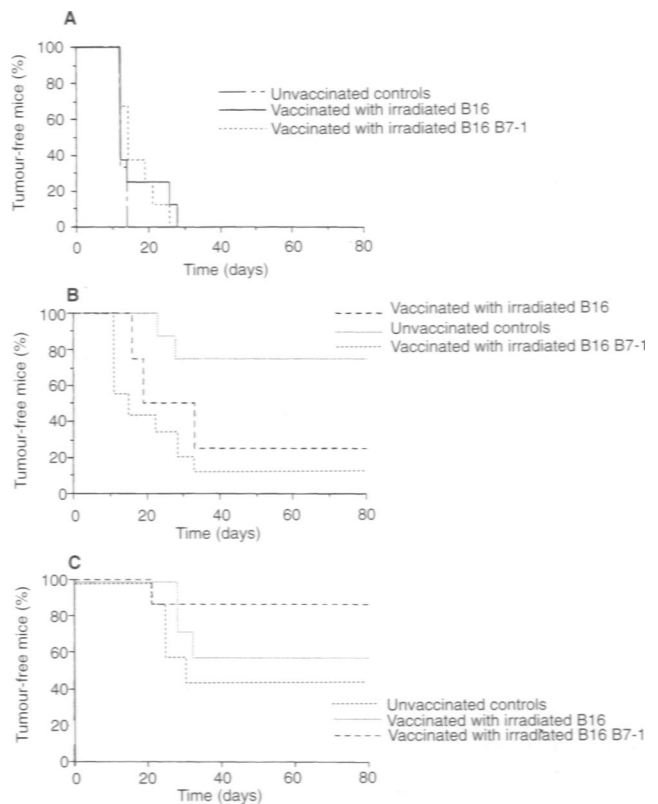 A
Tumour-free mice (%)
100
80
60
40
20
0
Unvaccinated controls
Vaccinated with irradiated B16
Vaccinated with irradiated B16 B7-1
0 20 40 60 80
Time (days)
B
Tumour-free mice (%)
100
80
60
40
20
0
Vaccinated with irradiated B16
Unvaccinated controls
Vaccinated with irradiated B16 B7-1
0 20 40 60 80
Time (days)
C
Tumour-free mice (%)
100
80
60
40
20
0
Unvaccinated controls
Vaccinated with irradiated B16
Vaccinated with irradiated B16 B7-1
0 20 40 60 80
Time (days)